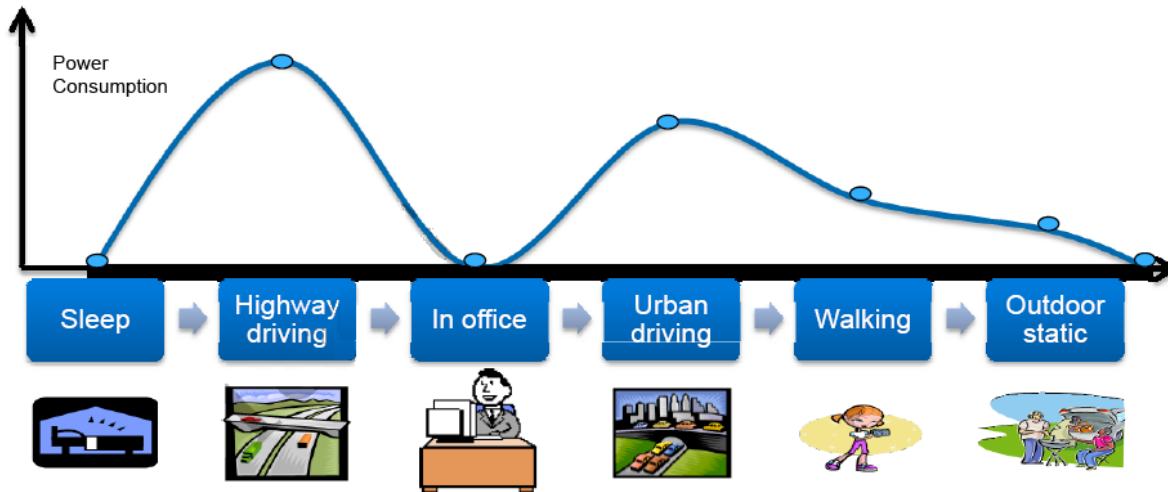 Power
Consumption
Sleep
Highway
driving
In office
Urban
driving
Walking
Outdoor
static